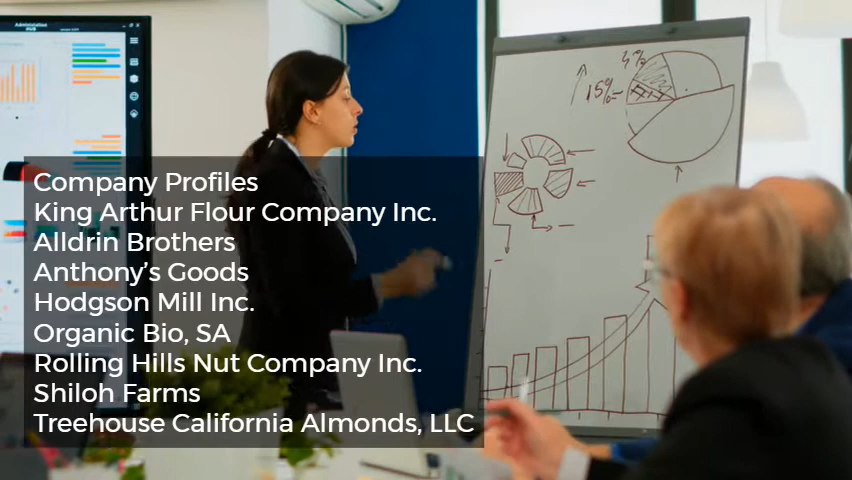 Company Profiles
King Arthur Flour Company Inc.
Alldrin Brothers
Anthony's Goods
Hodgson Mill Inc.
Organic Bio, SA
Rolling Hills Nut Company Inc.
Shiloh Farms
Treehouse California Almonds, LLC
15%